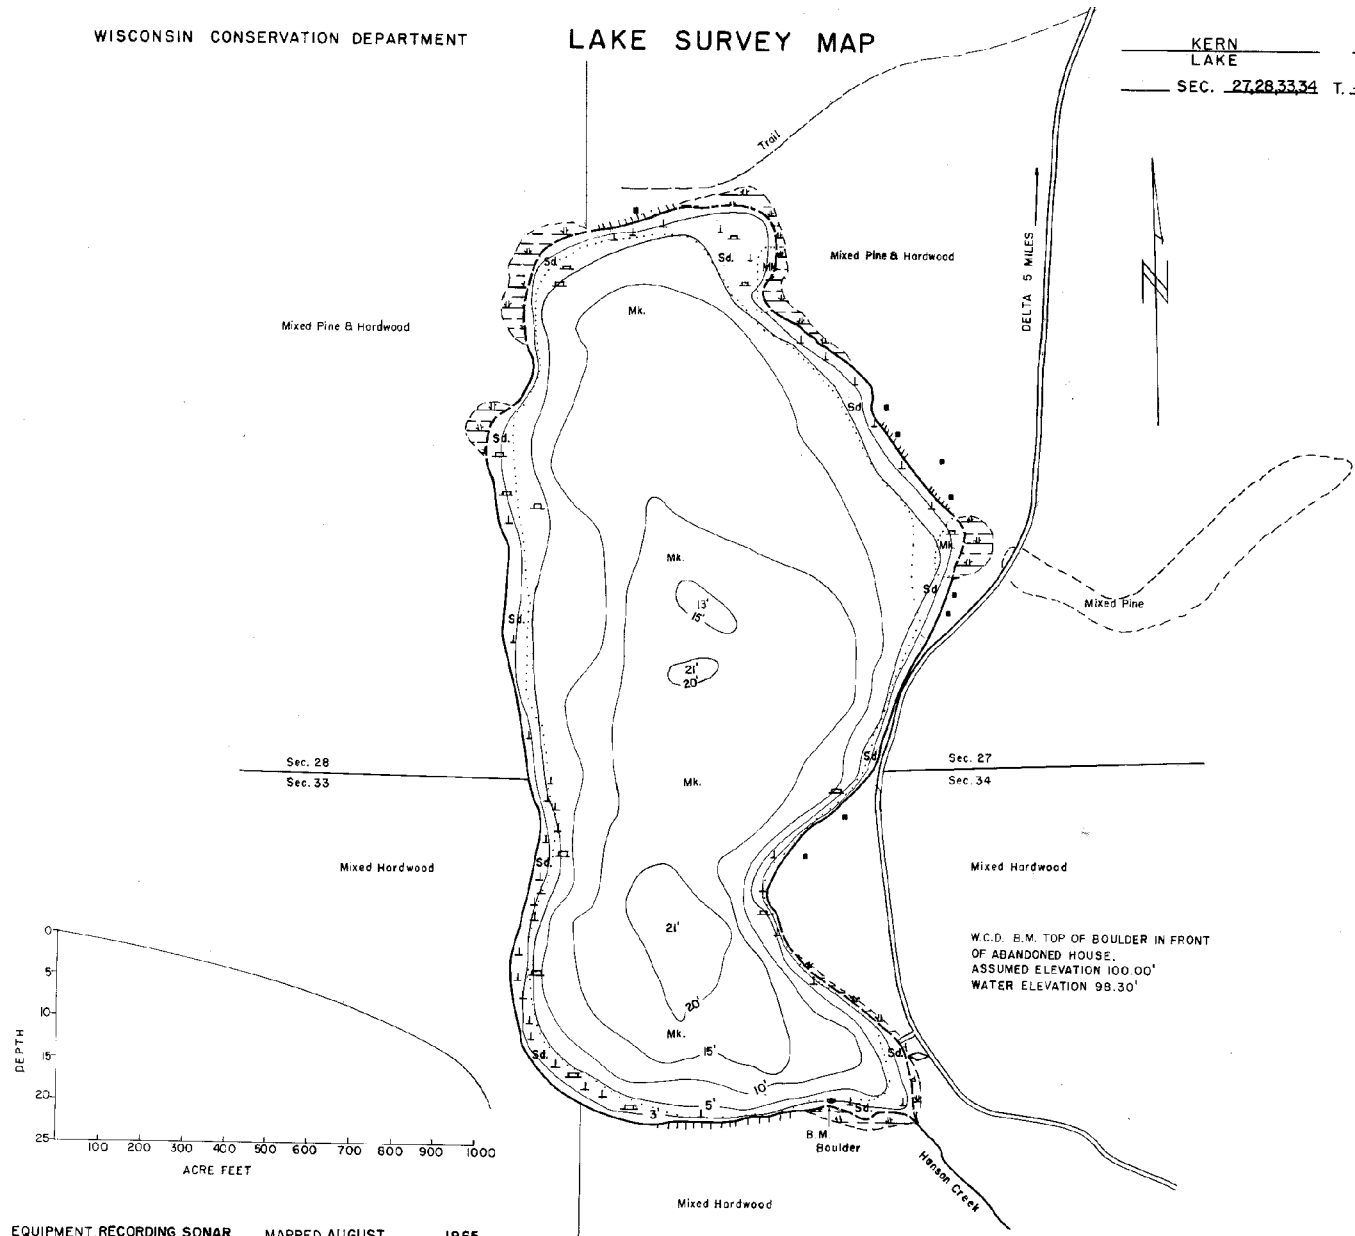 WISCONSIN CONSERVATION DEPARTMENT
LAKE SURVEY MAP
KERN
LAKE
SEC. 27,28,33,34 T.
Trail
DELTA 5 MILES
N
Mixed Pine & Hardwood
Mixed Pine & Hardwood
Sd.
Sd.
Mk.
Mk.
Sd.
Sd.
Mk.
Mk.
13'
15'
Sd.
Mixed Pine
Sd.
21'
20'
Sd.
Sec. 28
Sec. 33
Sec. 27
Sec. 34
Mk.
Mixed Hardwood
Sd.
Mixed Hardwood
21'
20'
W.C.D. B.M. TOP OF BOULDER IN FRONT
OF ABANDONED HOUSE.
ASSUMED ELEVATION 100.00'
WATER ELEVATION 98.30'
Mk.
Sd.
15'
Sd.
10'
5'
3'
Sd.
B.M.
Boulder
Hanson Creek
Mixed Hardwood
DEPTH
0
5
10
15
20
25
100 200 300 400 500 600 700 800 900 1000
ACRE FEET
EQUIPMENT RECORDING SONAR MAPPED AUGUST 1965